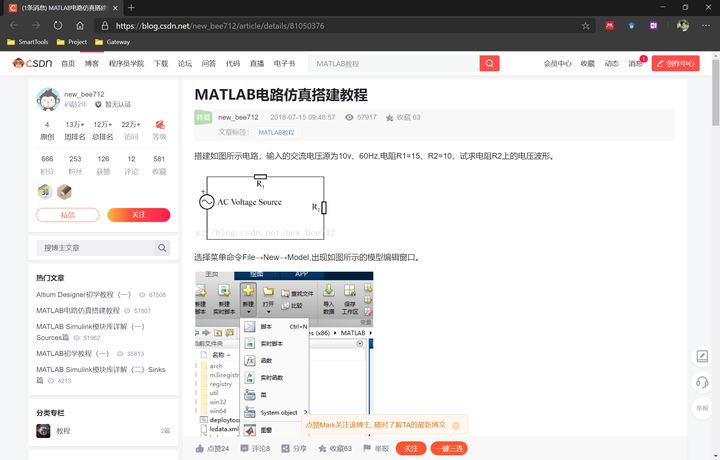 (1条消息) MATLAB电路仿真搭建教
https://blog.csdn.net/new_bee712/article/details/81050376
SmartTools
Project
Gateway
CSDN 首页 博客 程序员学院 下载 论坛 问答 代码 直播 电子书 MATLAB教程 会员中心 收藏 动态 消息 创作中心
new_bee712
暂无认证
4 13万+ 12万+ 22万+
原创 周排名 总排名 访问 等级
666 253 126 12 581
积分 粉丝 获赞 评论 收藏
私信 关注
搜博主文章
热门文章
Altium Designer初学教程（一） 67508
MATLAB电路仿真搭建教程 57807
MATLAB Simulink模块库详解（一）
Sources篇 51962
MATLAB初学教程（一） 35813
MATLAB Simulink模块库详解（二）Sinks
篇 4213
分类专栏
教程 2篇
MATLAB电路仿真搭建教程
转载 new_bee712 2018-07-15 09:48:57 57917 收藏 63
文章标签： MATLAB教程
搭建如图所示电路，输入的交流电压源为10v、60Hz,电阻R1=15、R2=10，试求电阻R2上的电压波形。
R1
AC Voltage Source
R2
s://blog.csdn.net/new_bee712
选择菜单命令File→New→Model,出现如图所示的模型编辑窗口。
主页 绘图 APP
新建
脚本
新建
实时脚本
新建 打开 查找文件
比较
导入
数据
保存
工作区
变量
脚本 Ctrl+N
实时脚本
函数
实时函数
类
System object
图窗
s (x86) MATLAB
当前文件夹
名称
arch
m3iregistry
registry
util
win32
win64
deploytoo
lcdata.xml
点赞Mark关注该博主, 随时了解TA的最新博文
点赞24 评论8 分享 收藏63 举报 关注 一键三连
举报